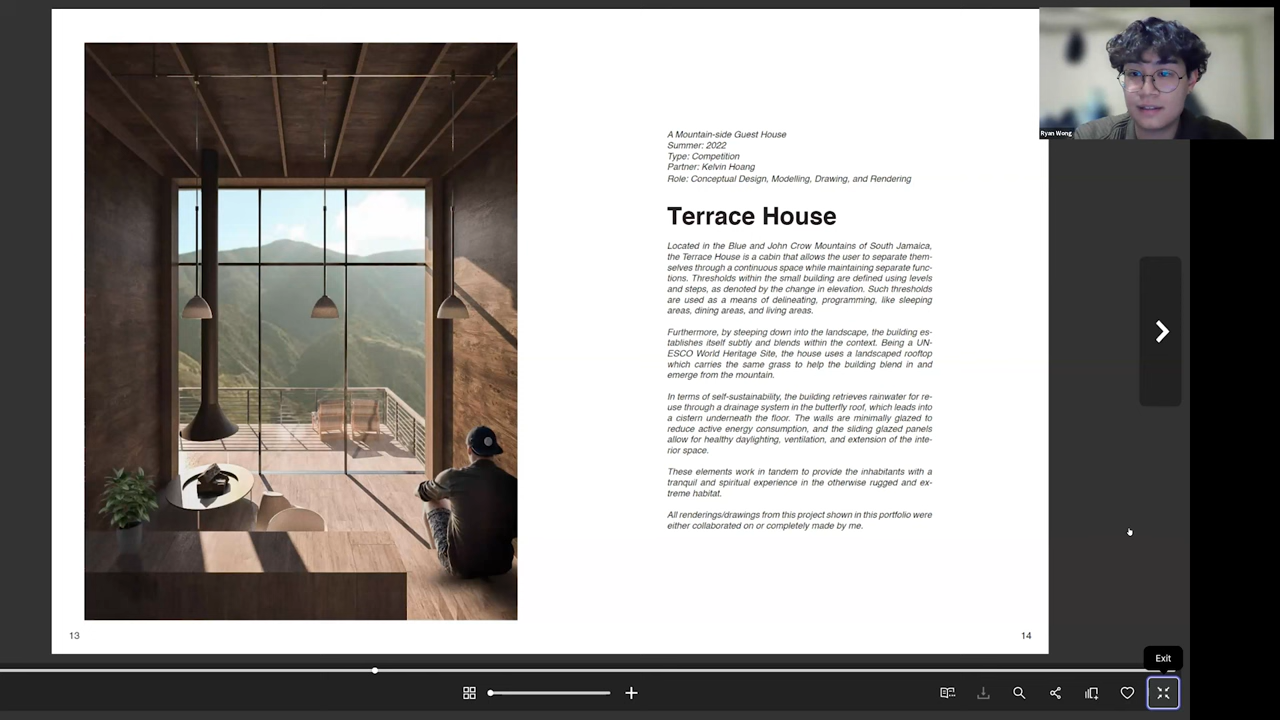 A Mountain-side Guest House
Summer: 2022
Type: Competition
Partner: Kelvin Hoang
Role: Conceptual Design, Modelling, Drawing, and Rendering
Terrace House
Located in the Blue and John Crow Mountains of South Jamaica,
the Terrace House is a cabin that allows the user to separate them-
selves through a continuous space while maintaining separate func-
tions. Thresholds within the small building are defined using levels
and steps, as denoted by the change in elevation. Such thresholds
are used as a means of delineating, programming, like sleeping
areas, dining areas, and living areas.
Furthermore, by steeping down into the landscape, the building es-
tablishes itself subtly and blends within the context. Being a UN-
ESCO World Heritage Site, the house uses a landscaped rooftop
which carries the same grass to help the building blend in and
emerge from the mountain.
In terms of self-sustainability, the building retrieves rainwater for re-
use through a drainage system in the butterfly roof, which leads into
a cistern underneath the floor. The walls are minimally glazed to
reduce active energy consumption, and the sliding glazed panels
allow for healthy daylighting, ventilation, and extension of the inte-
rior space.
These elements work in tandem to provide the inhabitants with a
tranquil and spiritual experience in the otherwise rugged and ex-
treme habitat.
All renderings/drawings from this project shown in this portfolio were
either collaborated on or completely made by me.
13
14
Ryan Wong
Exit